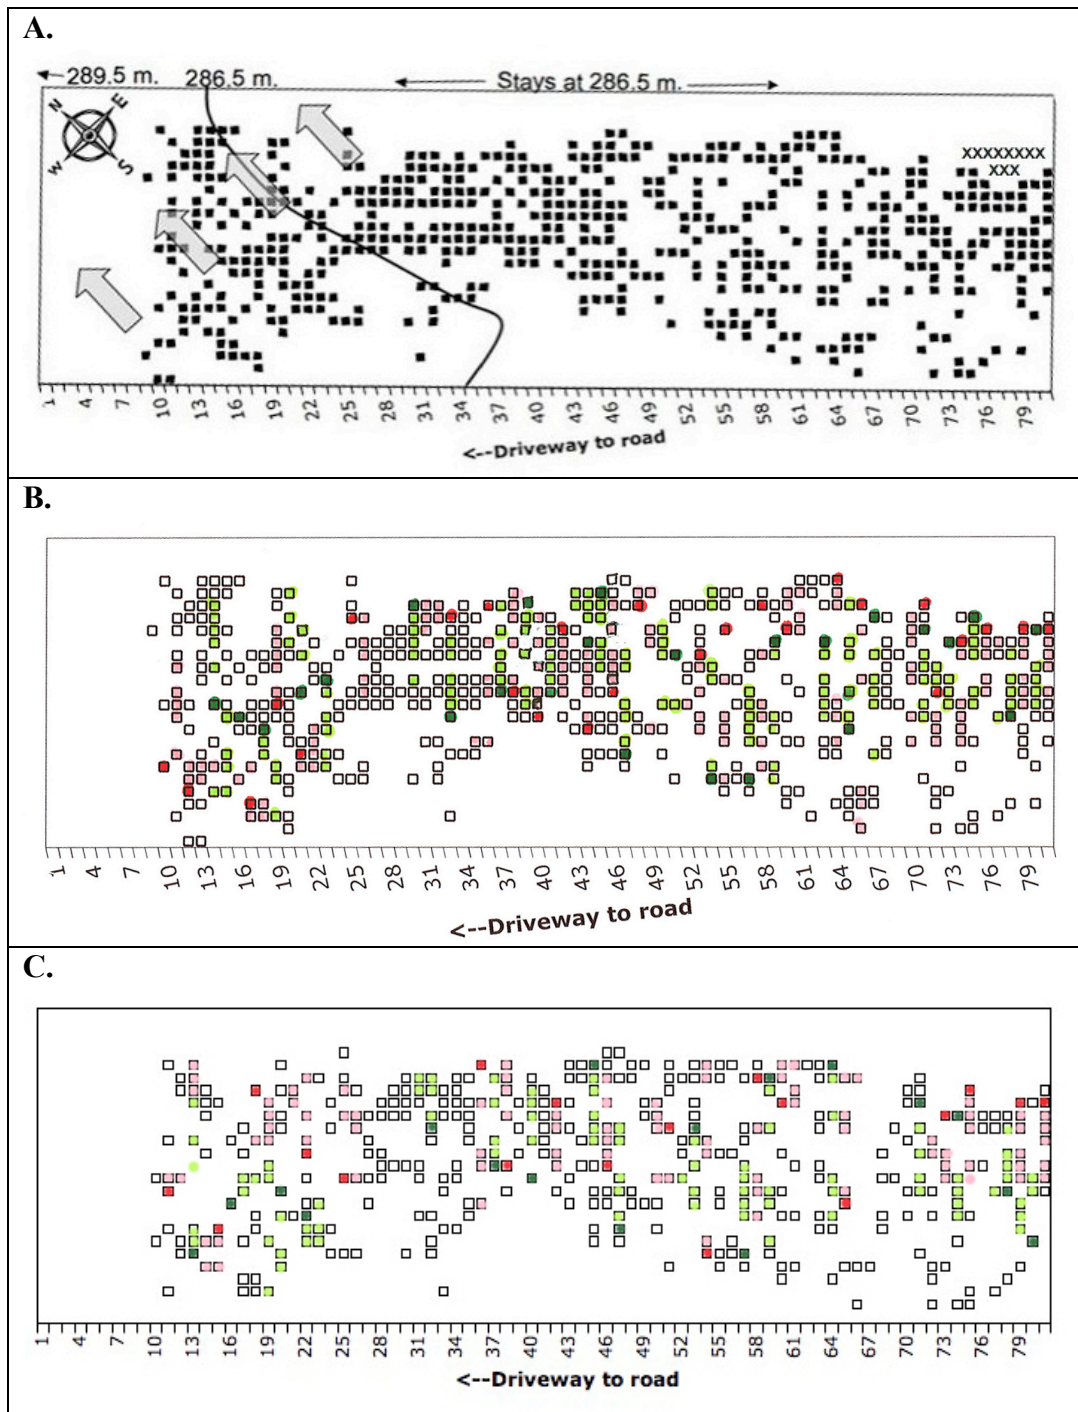 A.
289.5 m. 286.5 m. Stays at 286.5 m.
N E
W S
XXXXXXXX
XXX
1 4 7 10 13 16 19 22 25 28 31 34 37 40 43 46 49 52 55 58 61 64 67 70 73 76 79
<--Driveway to road
B.
1 4 7 10 13 16 19 22 25 28 31 34 37 40 43 46 49 52 55 58 61 64 67 70 73 76 79
<--Driveway to road
C.
1 4 7 10 13 16 19 22 25 28 31 34 37 40 43 46 49 52 55 58 61 64 67 70 73 76 79
<--Driveway to road